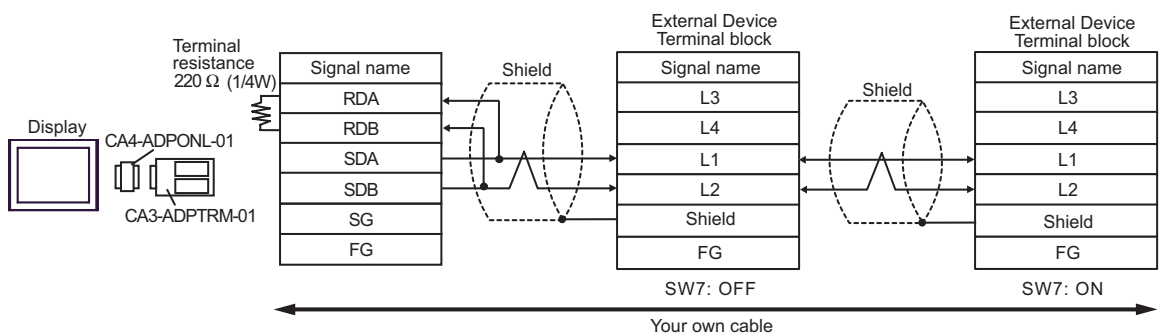 Display
CA4-ADPONL-01
CA3-ADPTRM-01
Terminal
resistance
220 Ω (1/4W)
Signal name
RDA
RDB
SDA
SDB
SG
FG
Shield
External Device
Terminal block
Signal name
L3
L4
L1
L2
Shield
FG
SW7: OFF
Shield
External Device
Terminal block
Signal name
L3
L4
L1
L2
Shield
FG
SW7: ON
Your own cable